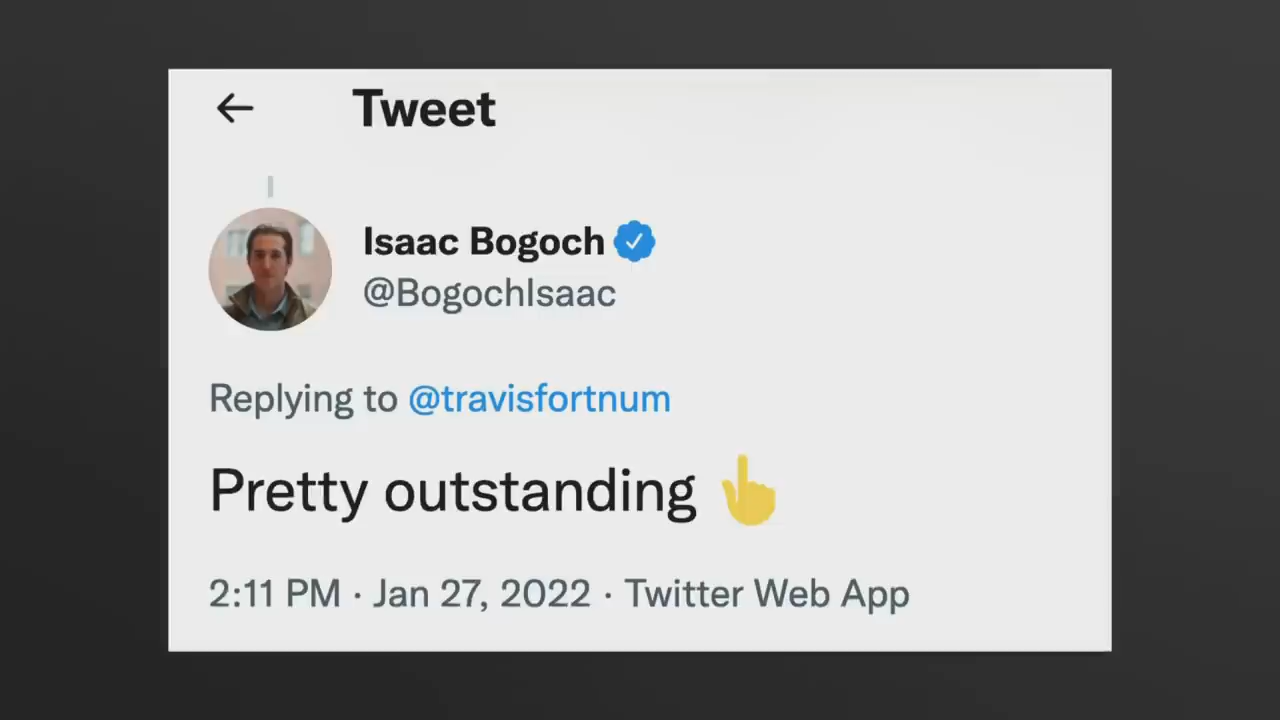 Tweet
Isaac Bogoch
@BogochIsaac
Replying to @travisfortnum
Pretty outstanding 👆
2:11 PM · Jan 27, 2022 · Twitter Web App